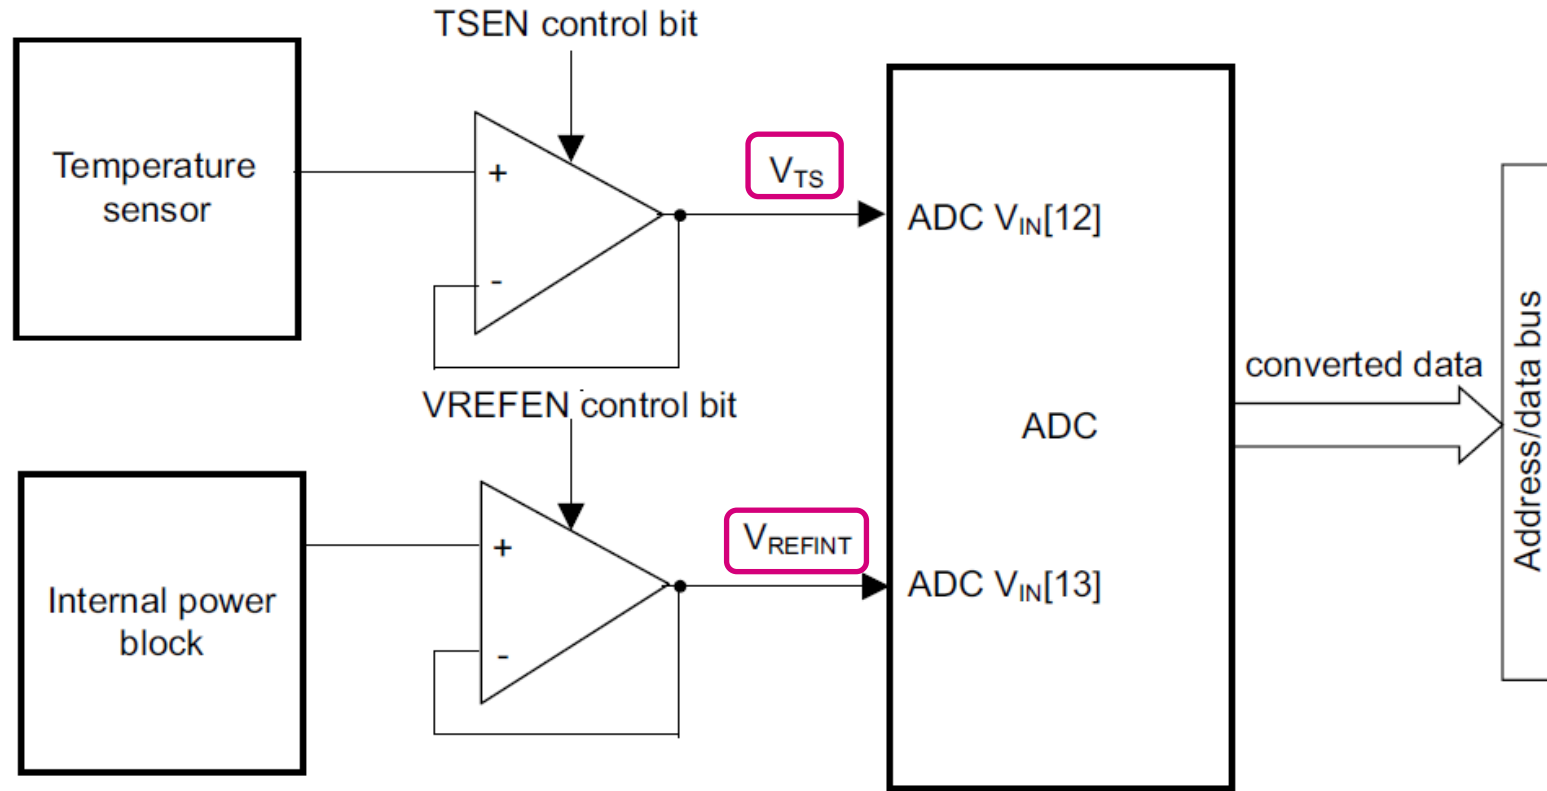 TSEN control bit
Temperature
sensor
+
-
VTS
ADC VIN[12]
VREFEN control bit
converted data
Address/data bus
ADC
Internal power
block
+
-
VREFINT
ADC VIN[13]